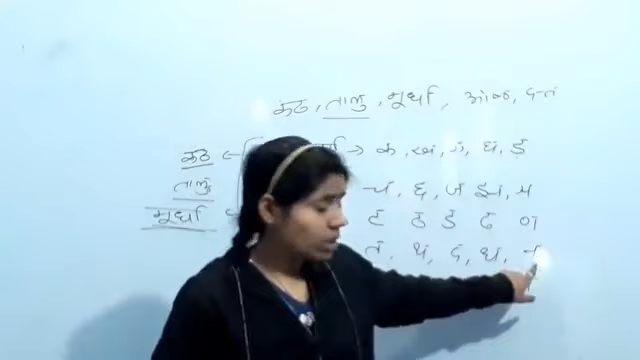 कंठ, तालु, मूर्धा, ओष्ठ, दन्त
कंठ → कं, खं, गं, घं, ङं
तालु चं, छं, जं झं, ञ
मूर्धा टं ठं डं ढं णं
तं, थं, दं, धं, नं